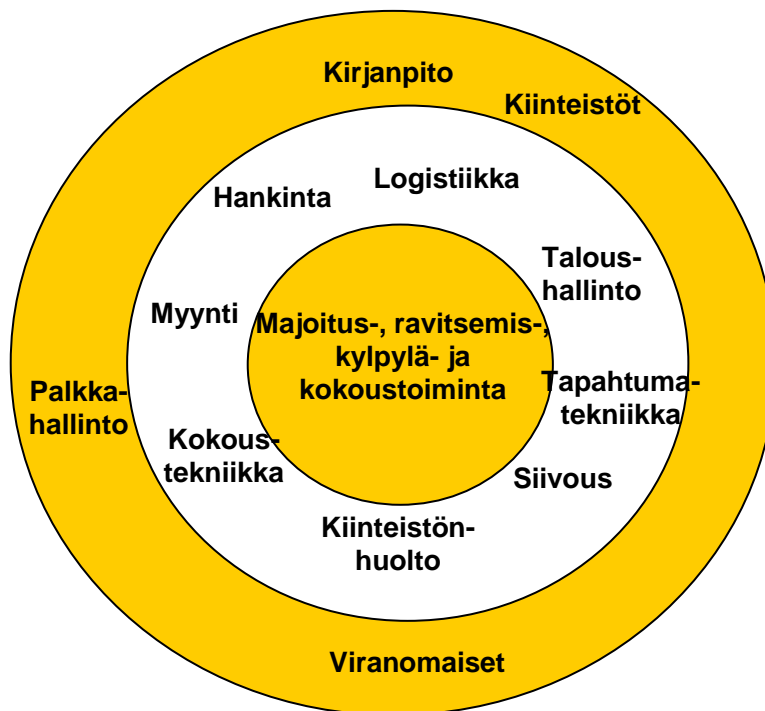 Kirjanpito
Kiinteistöt
Logistiikka
Hankinta
Talous-
hallinto
Myynti
Majoitus-, ravitsemis-,
kylpylä- ja
kokoustoiminta
Tapahtuma-
tekniikka
Palkka-
hallinto
Kokous-
tekniikka
Siivous
Kiinteistön-
huolto
Viranomaiset